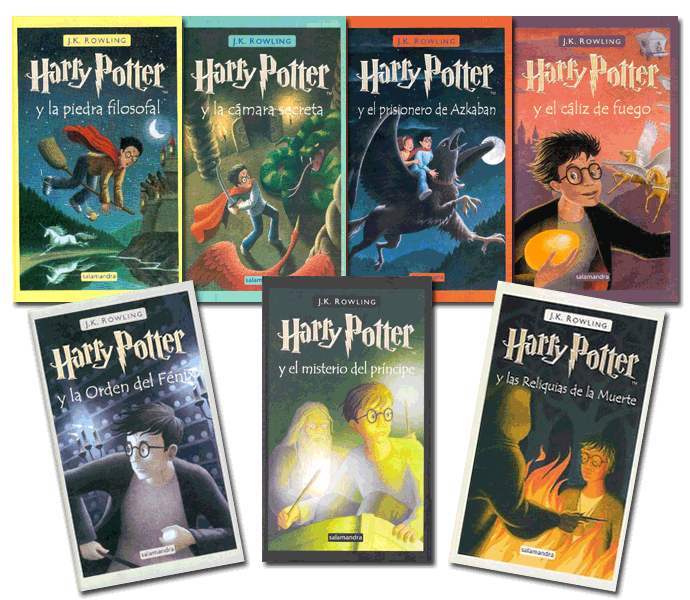 J.K. ROWLING
Harry Potter
y la piedra filosofal
salamandra
J.K. ROWLING
Harry Potter
y la cámara secreta
salamandra
J.K. ROWLING
Harry Potter
y el prisionero de Azkaban
salamandra
J.K. ROWLING
Harry Potter
y el cáliz de fuego
salamandra
J.K. ROWLING
Harry Potter
y la Orden del Fénix
salamandra
J.K. ROWLING
Harry Potter
y el misterio del príncipe
salamandra
J.K. ROWLING
Harry Potter
y las Reliquias de la Muerte
salamandra